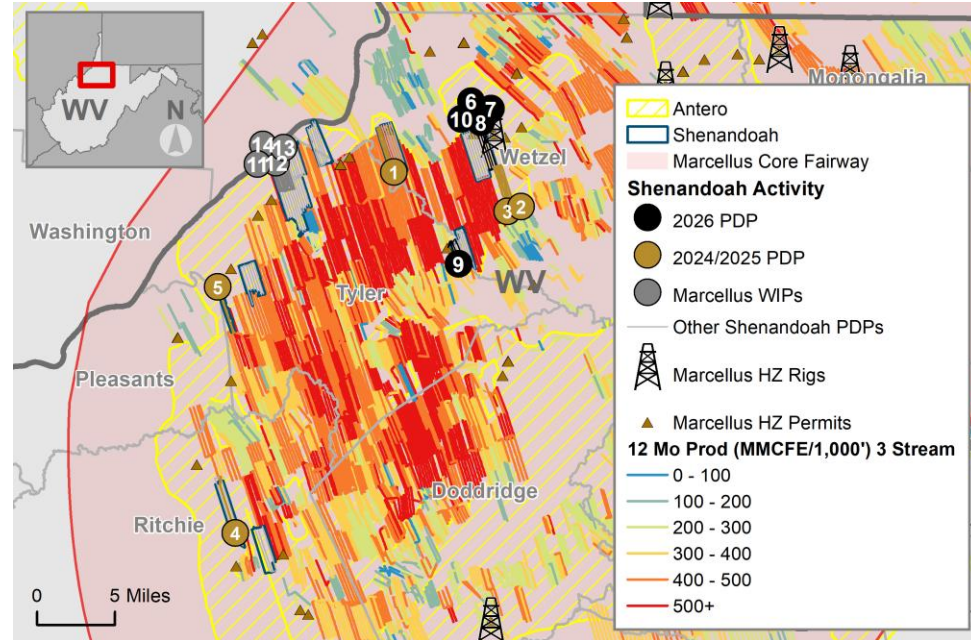 WV
N
Monongalia
Wetzel
Washington
Tyler
WV
Pleasants
Ritchie
Doddridge
6
7
10
8
14
13
11
12
1
3
2
9
5
4
0 5 Miles
Antero
Shenandoah
Marcellus Core Fairway
Shenandoah Activity
2026 PDP
2024/2025 PDP
Marcellus WIPs
Other Shenandoah PDPs
Marcellus HZ Rigs
Marcellus HZ Permits
12 Mo Prod (MMCFE/1,000') 3 Stream
0 - 100
100 - 200
200 - 300
300 - 400
400 - 500
500+